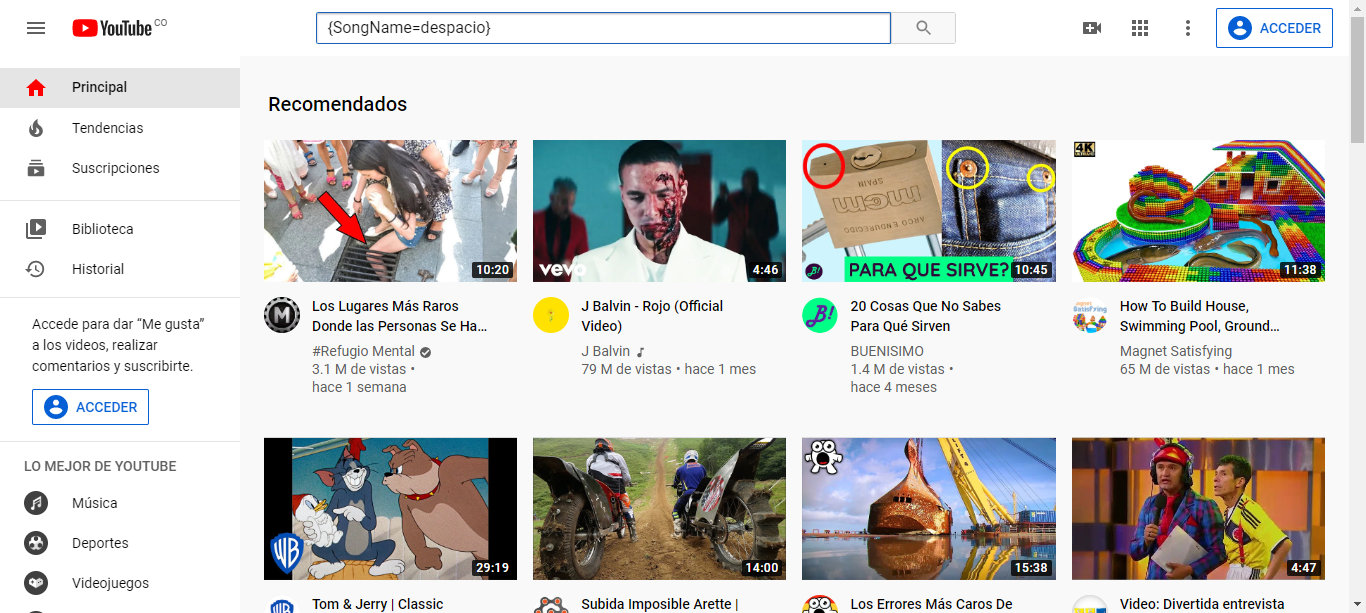 YouTube CO
{SongName=despacio}
ACCEDER
Principal
Tendencias
Suscripciones
Biblioteca
Historial
Accede para dar “Me gusta”
a los videos, realizar
comentarios y suscribirte.
ACCEDER
LO MEJOR DE YOUTUBE
Música
Deportes
Videojuegos
Recomendados
10:20
Los Lugares Más Raros
Donde las Personas Se Ha...
#Refugio Mental
3.1 M de vistas •
hace 1 semana
vevo
4:46
J Balvin - Rojo (Official
Video)
J Balvin
79 M de vistas • hace 1 mes
SPAIN
mcm
ARCO ENDURECIDO
B!
PARA QUE SIRVE?
10:45
B!
20 Cosas Que No Sabes
Para Qué Sirven
BUENISIMO
1.4 M de vistas •
hace 4 meses
4K
11:38
Magnet
Satisfying
How To Build House,
Swimming Pool, Ground...
Magnet Satisfying
65 M de vistas • hace 1 mes
WB
29:19
WB
Tom & Jerry | Classic
14:00
Subida Imposible Arette |
15:38
Los Errores Más Caros De
4:47
Video: Divertida entrevista